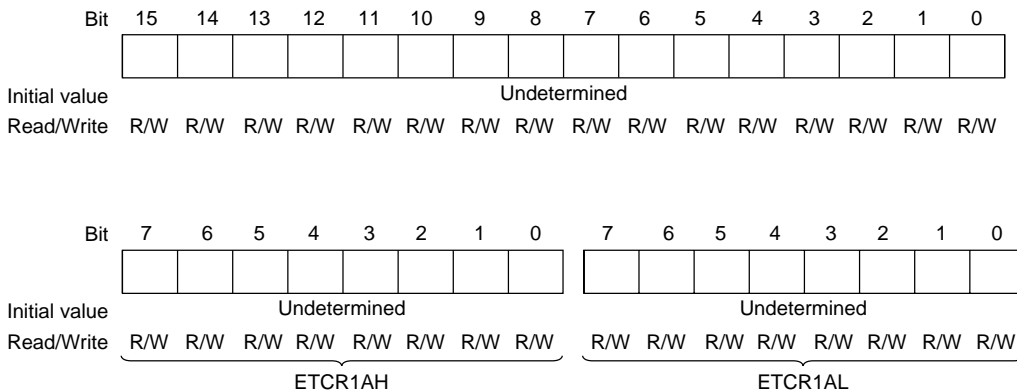 Bit 15 14 13 12 11 10 9 8 7 6 5 4 3 2 1 0
Initial value Undetermined
Read/Write R/W R/W R/W R/W R/W R/W R/W R/W R/W R/W R/W R/W R/W R/W R/W R/W
Bit 7 6 5 4 3 2 1 0 7 6 5 4 3 2 1 0
Initial value Undetermined Undetermined
Read/Write R/W R/W R/W R/W R/W R/W R/W R/W R/W R/W R/W R/W R/W R/W R/W R/W
ETCR1AH ETCR1AL